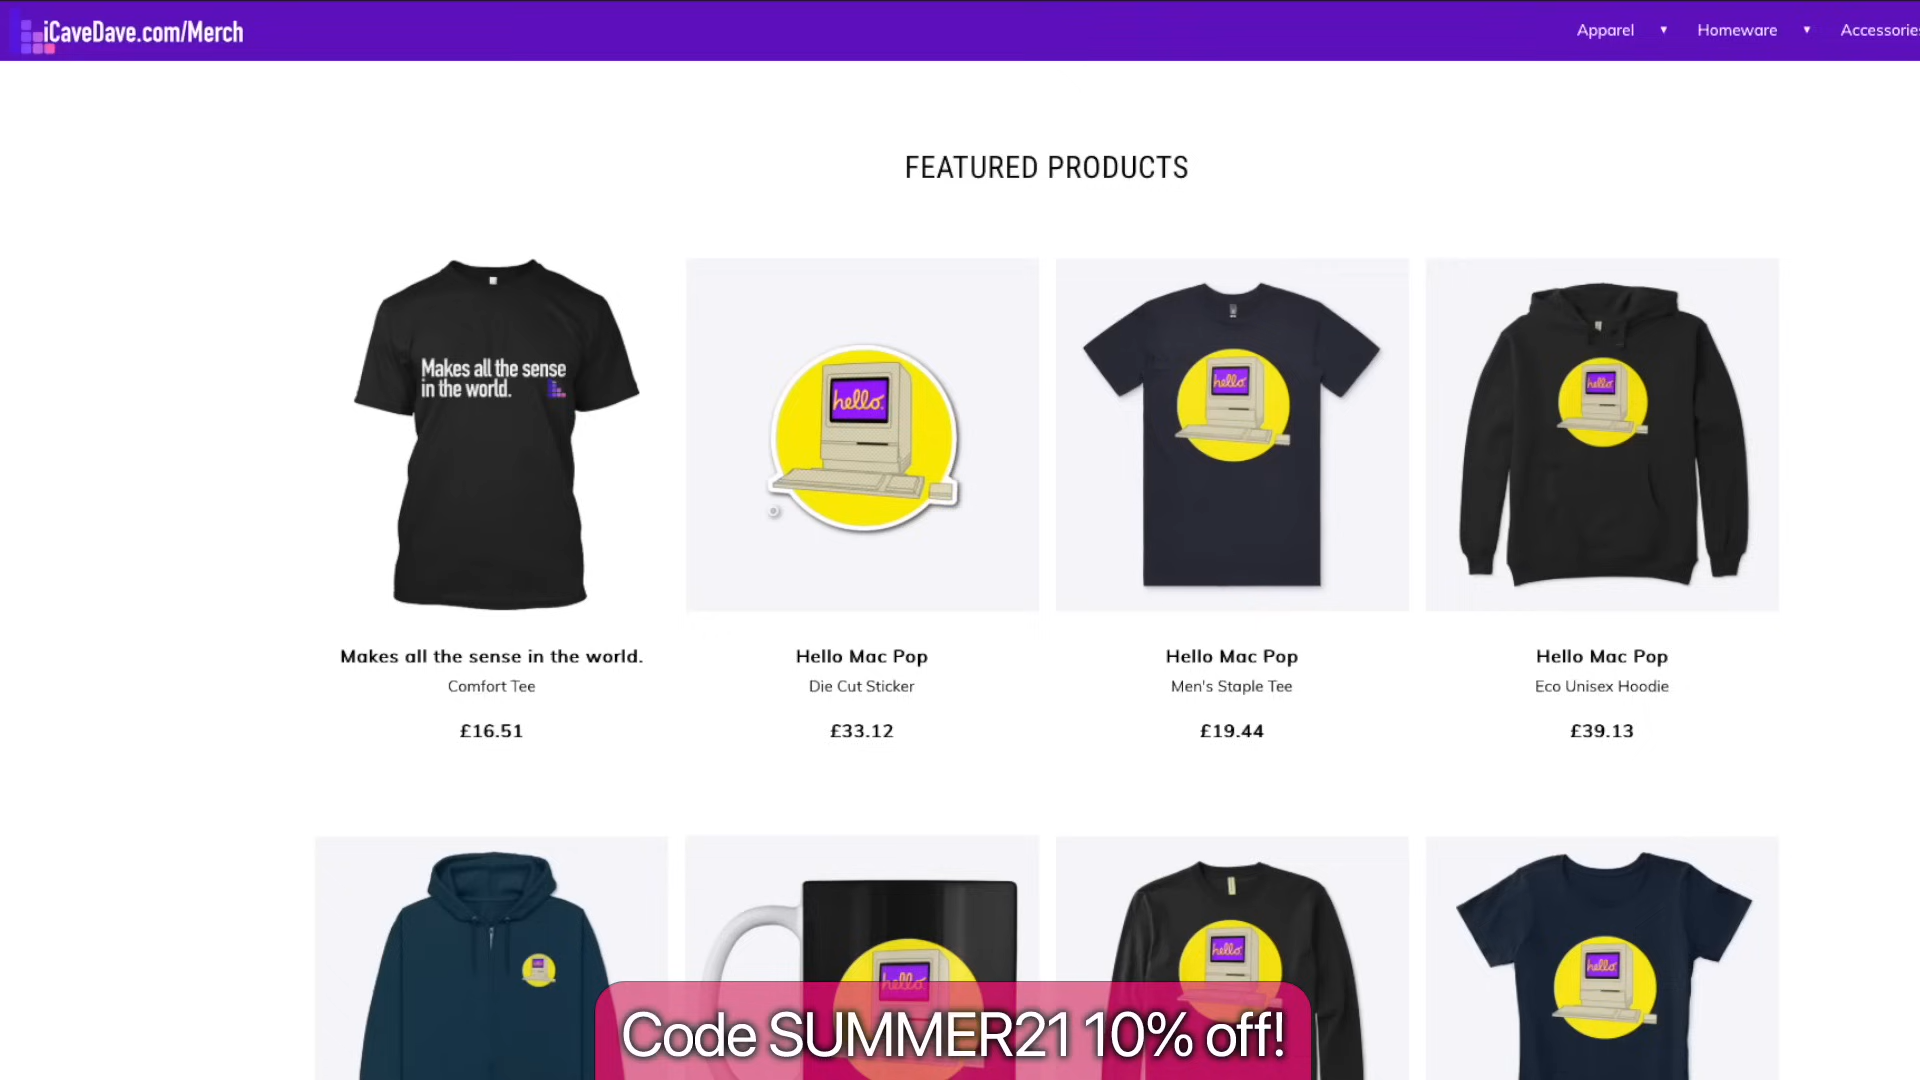 iCaveDave.com/Merch
Apparel ▼ Homeware ▼ Accessories
FEATURED PRODUCTS
Makes all the sense
in the world.
hello.
hello.
hello.
Makes all the sense in the world.
Comfort Tee
£16.51
Hello Mac Pop
Die Cut Sticker
£33.12
Hello Mac Pop
Men's Staple Tee
£19.44
Hello Mac Pop
Eco Unisex Hoodie
£39.13
hello.
hello.
hello.
Code SUMMER21 10% off!